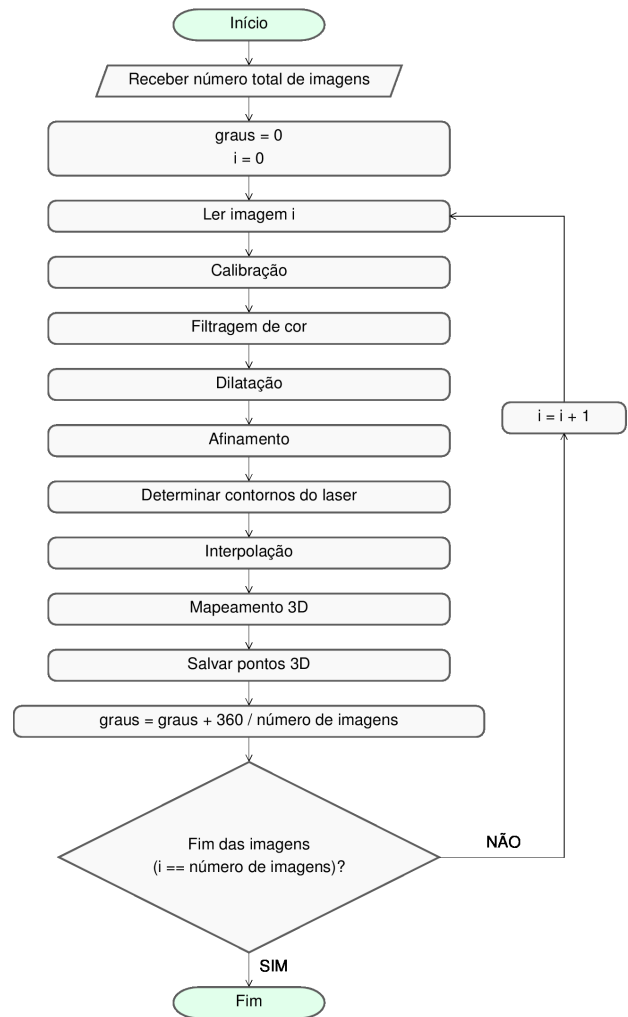 Início
Receber número total de imagens
graus = 0
i = 0
Ler imagem i
Calibração
Filtragem de cor
Dilatação
i = i + 1
Afinamento
Determinar contornos do laser
Interpolação
Mapeamento 3D
Salvar pontos 3D
graus = graus + 360 / número de imagens
Fim das imagens
(i == número de imagens)?
NÃO
SIM
Fim